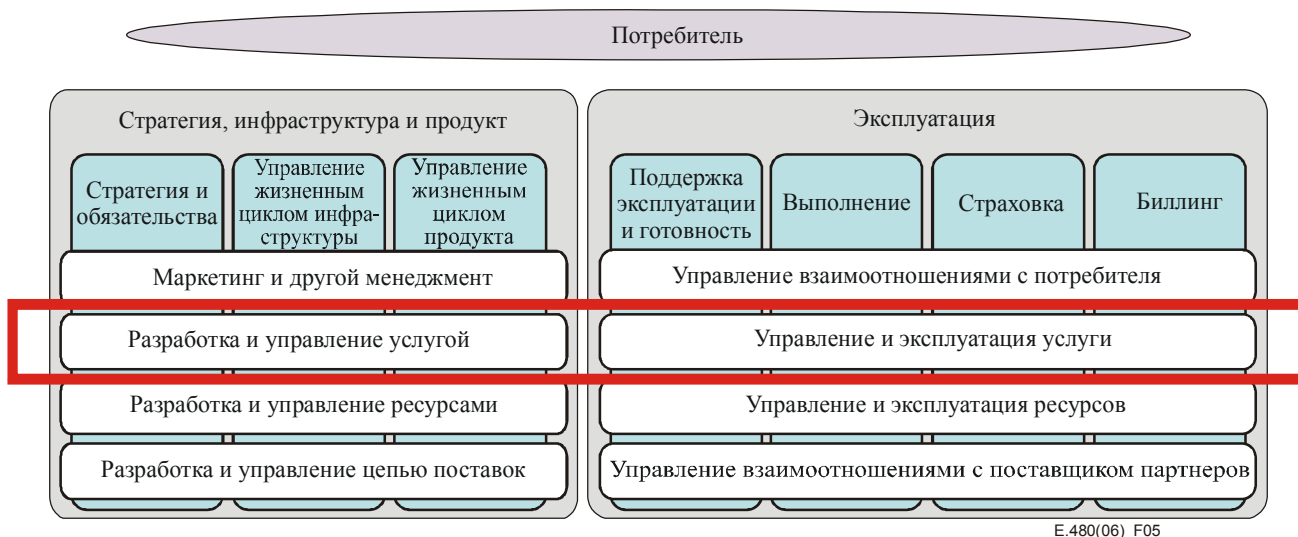 Потребитель
Стратегия, инфраструктура и продукт
Эксплуатация
Стратегия и
обязательства
Управление
жизненным
циклом инфра-
структуры
Управление
жизненным
циклом
продукта
Поддержка
эксплуатации
и готовность
Выполнение
Страховка
Биллинг
Маркетинг и другой менеджмент
Управление взаимоотношениями с потребителя
Разработка и управление услугой
Управление и эксплуатация услуги
Разработка и управление ресурсами
Управление и эксплуатация ресурсов
Разработка и управление цепью поставок
Управление взаимоотношениями с поставщиком партнеров
E.480(06)_F05